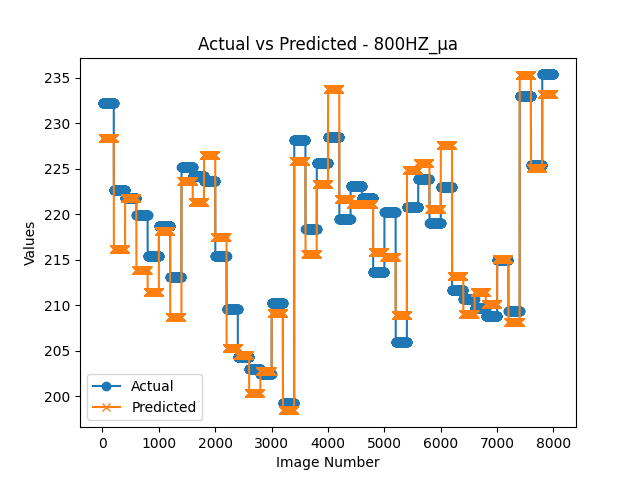 Actual vs Predicted - 800HZ_μa
Values
235
230
225
220
215
210
205
200
Actual
Predicted
0 1000 2000 3000 4000 5000 6000 7000 8000
Image Number